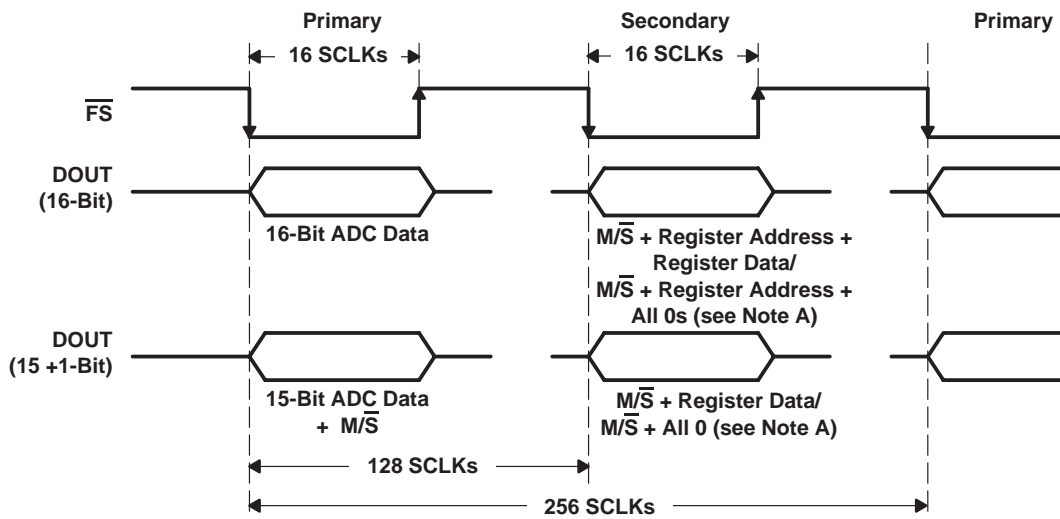 Primary
Secondary
Primary
16 SCLKs
16 SCLKs
F̅S̅
DOUT
(16-Bit)
16-Bit ADC Data
M/S̅ + Register Address +
Register Data/
M/S̅ + Register Address +
All 0s (see Note A)
DOUT
(15 +1-Bit)
15-Bit ADC Data
+ M/S̅
M/S̅ + Register Data/
M/S̅ + All 0 (see Note A)
128 SCLKs
256 SCLKs